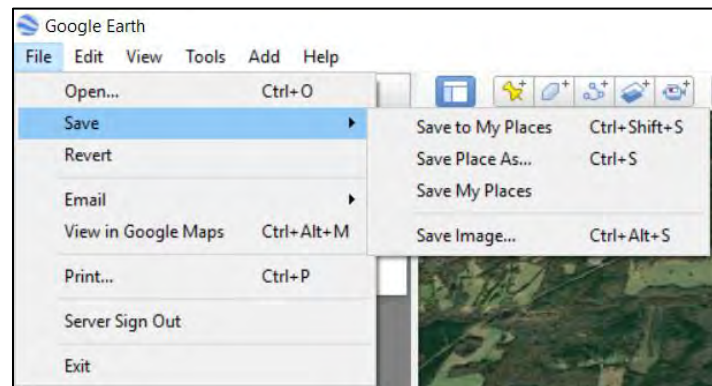 Google Earth
File Edit View Tools Add Help
Open... Ctrl+O
Save
Revert
Email
View in Google Maps Ctrl+Alt+M
Print... Ctrl+P
Server Sign Out
Exit
Save to My Places Ctrl+Shift+S
Save Place As... Ctrl+S
Save My Places
Save Image... Ctrl+Alt+S